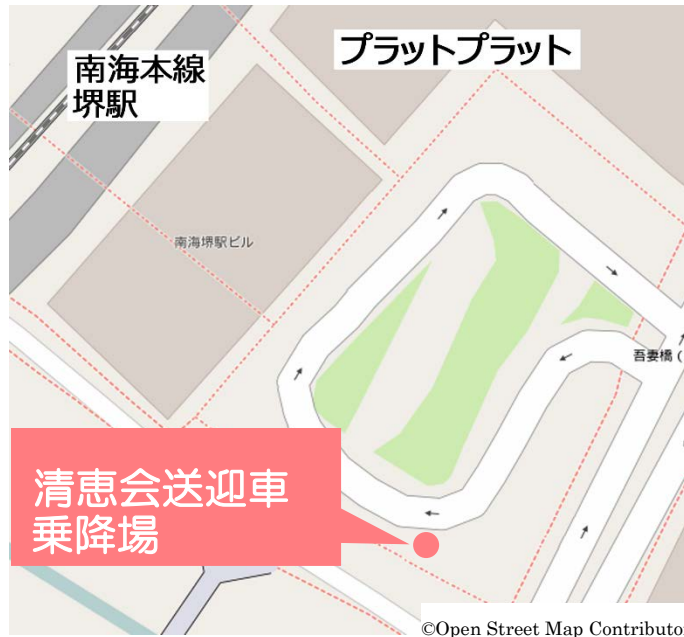 プラットプラット
南海本線
堺駅
南海堺駅ビル
吾妻橋 (
清恵会送迎車
乗降場
©Open Street Map Contributo